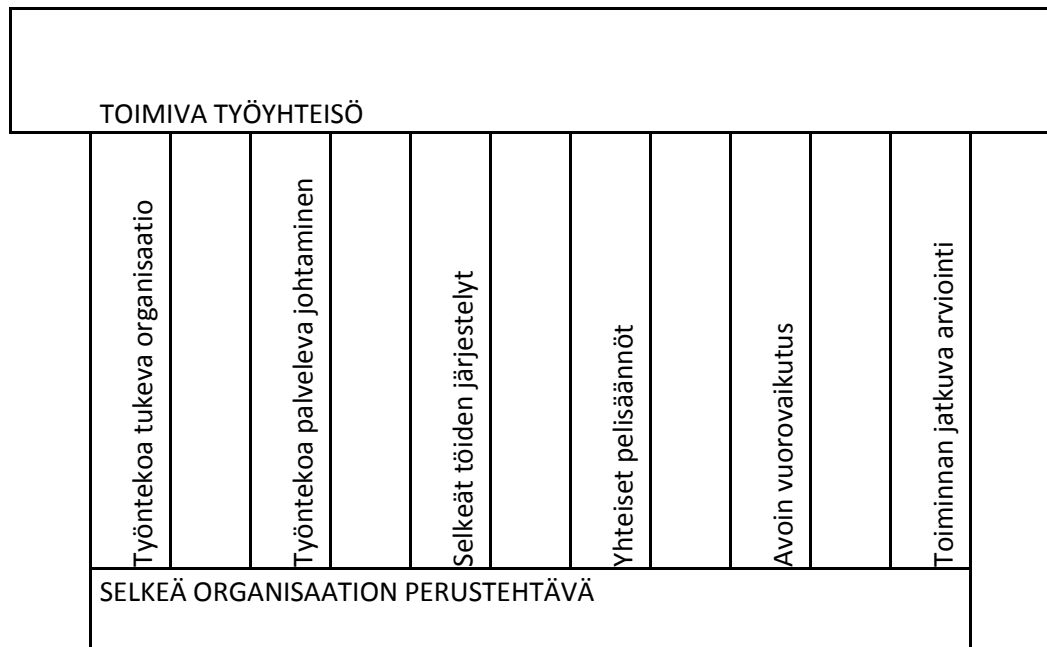 TOIMIVA TYÖYHTEISÖ
Työntekoa tukeva organisaatio
Työntekoa palveleva johtaminen
Selkeät töiden järjestelyt
Yhteiset pelisäännöt
Avoin vuorovaikutus
Toiminnan jatkuva arviointi
SELKEÄ ORGANISAATION PERUSTEHTÄVÄ